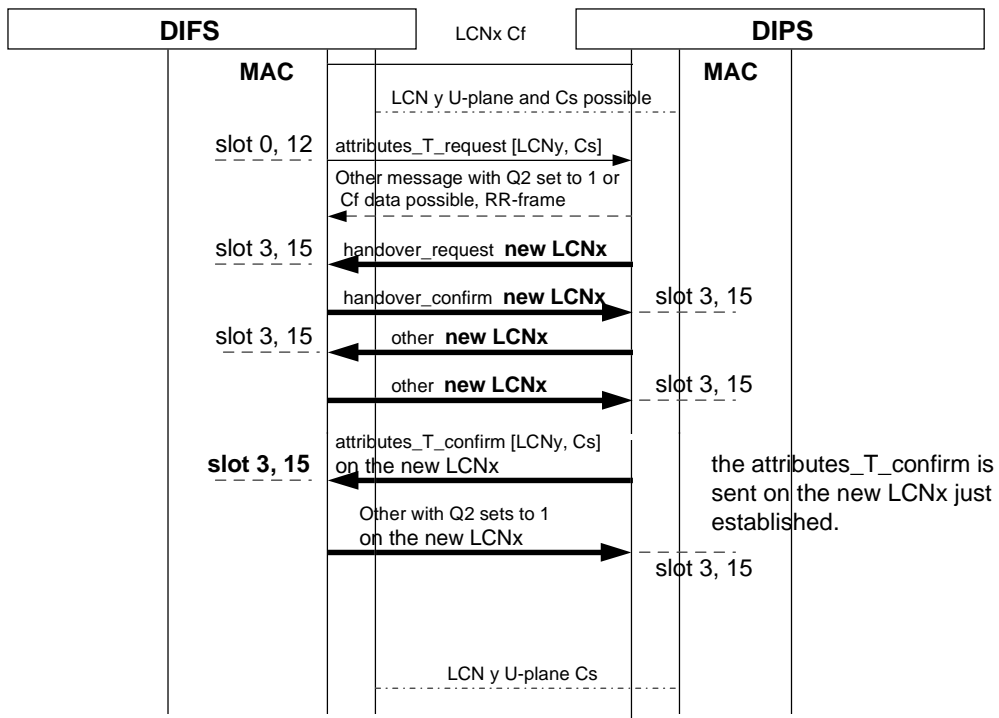 DIFS
LCNx Cf
DIPS
MAC
MAC
LCN y U-plane and Cs possible
slot 0, 12
attributes_T_request [LCNy, Cs]
Other message with Q2 set to 1 or
Cf data possible, RR-frame
slot 3, 15
handover_request new LCNx
handover_confirm new LCNx
slot 3, 15
slot 3, 15
other new LCNx
other new LCNx
slot 3, 15
attributes_T_confirm [LCNy, Cs]
slot 3, 15
on the new LCNx
the attributes_T_confirm is
sent on the new LCNx just
established.
Other with Q2 sets to 1
on the new LCNx
slot 3, 15
LCN y U-plane Cs